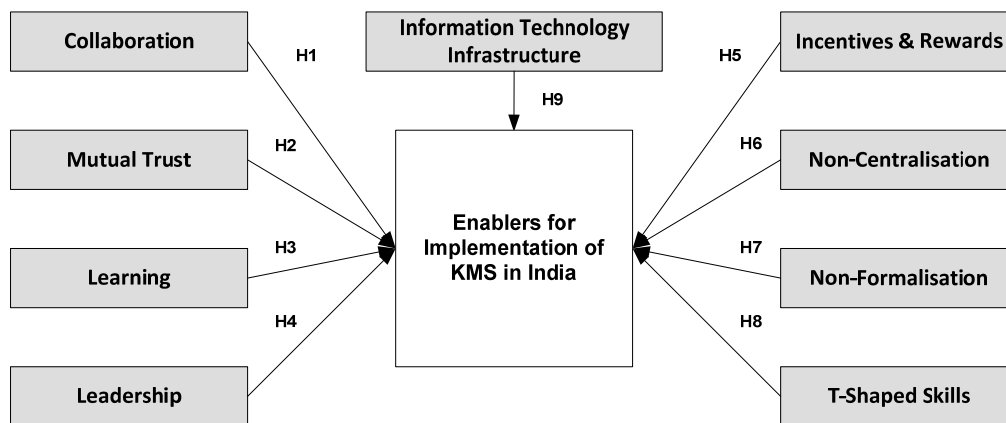 Collaboration
H1
Information Technology
Infrastructure
H9
H5
Incentives & Rewards
Mutual Trust
H2
H6
Non-Centralisation
Enablers for
Implementation of
KMS in India
Learning
H3
H7
Non-Formalisation
H4
H8
Leadership
T-Shaped Skills